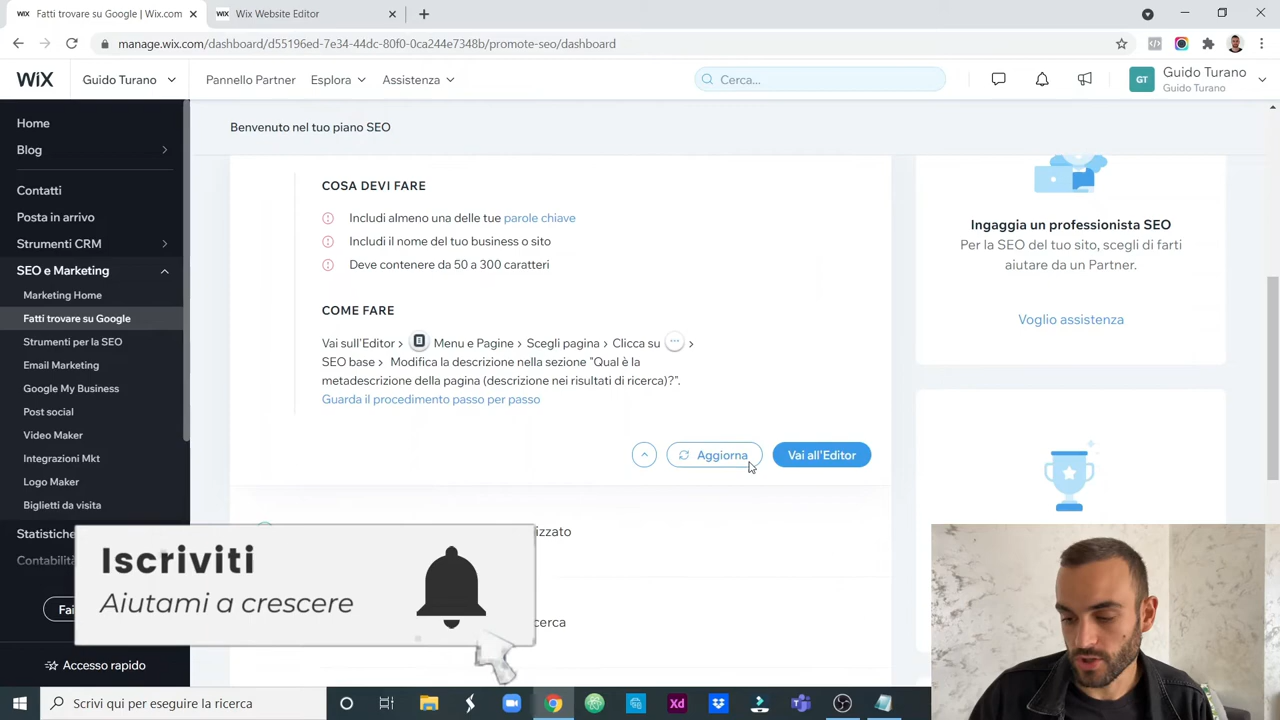 Fatti trovare su Google | Wix.com
Wix Website Editor
manage.wix.com/dashboard/d55196ed-7e34-44dc-80f0-0ca244e7348b/promote-seo/dashboard
WiX
Guido Turano
Pannello Partner
Esplora
Assistenza
Cerca...
GT
Guido Turano
Guido Turano
Home
Blog
Contatti
Posta in arrivo
Strumenti CRM
SEO e Marketing
Marketing Home
Fatti trovare su Google
Strumenti per la SEO
Email Marketing
Google My Business
Post social
Video Maker
Integrazioni Mkt
Logo Maker
Biglietti da visita
Statistiche
Contabilità
Accesso rapido
Benvenuto nel tuo piano SEO
COSA DEVI FARE
Includi almeno una delle tue parole chiave
Includi il nome del tuo business o sito
Deve contenere da 50 a 300 caratteri
COME FARE
Vai sull'Editor > Menu e Pagine > Scegli pagina > Clicca su ... >
SEO base > Modifica la descrizione nella sezione "Qual è la
metadescrizione della pagina (descrizione nei risultati di ricerca)?".
Guarda il procedimento passo per passo
Aggiorna
Vai all'Editor
izzato
cerca
Ingaggia un professionista SEO
Per la SEO del tuo sito, scegli di farti
aiutare da un Partner.
Voglio assistenza
Iscriviti
Aiutami a crescere
Scrivi qui per eseguire la ricerca
Xd